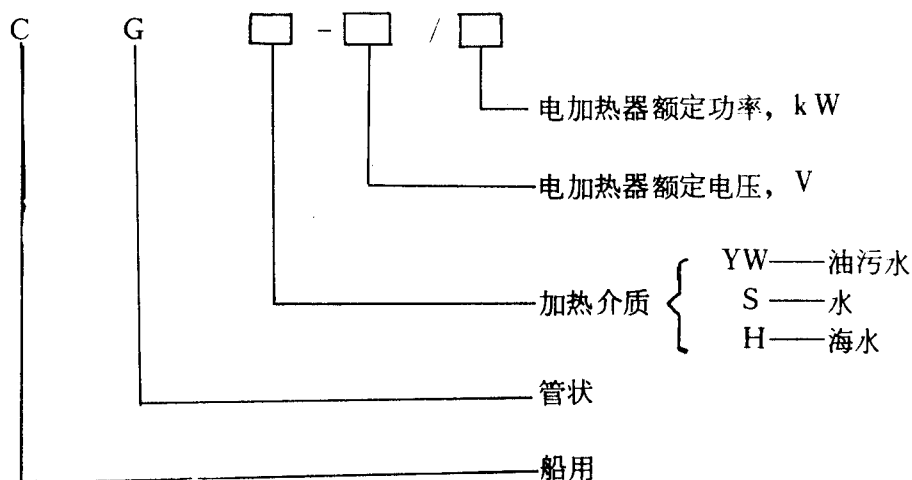 C G □ - □ / □
电加热器额定功率，kW
电加热器额定电压，V
YW——油污水
加热介质 { S——水
H——海水
管状
船用